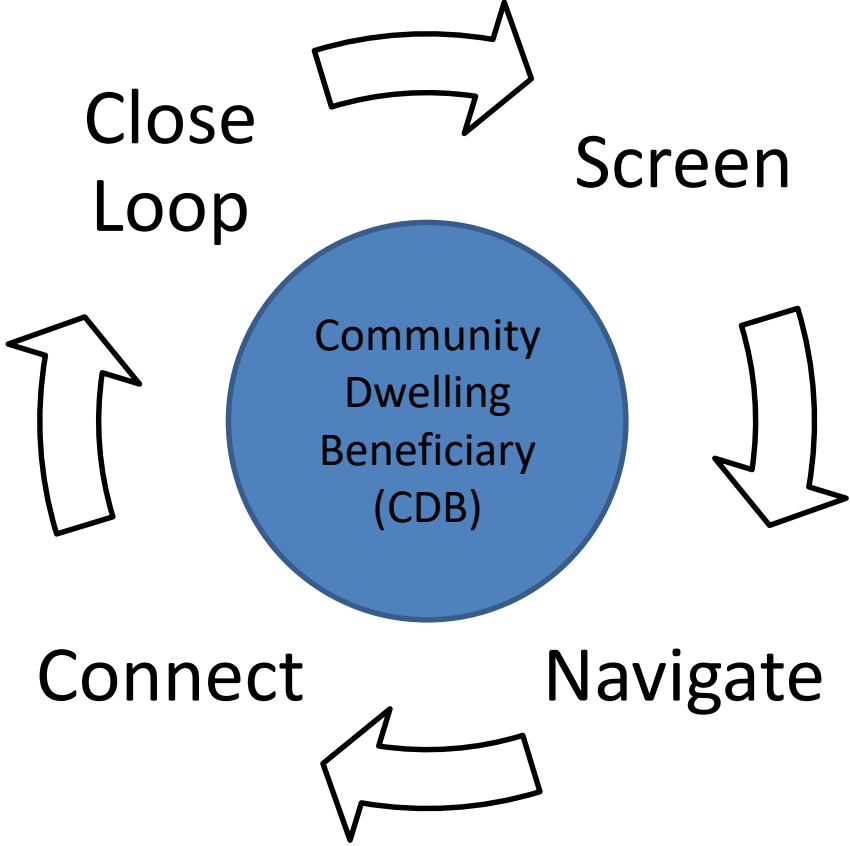 Close
Loop
Screen
Community
Dwelling
Beneficiary
(CDB)
Connect
Navigate